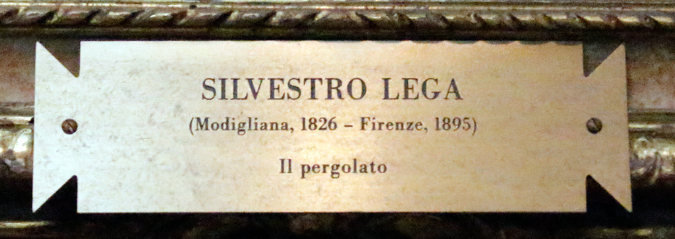 SILVESTRO LEGA
(Modigliana, 1826 – Firenze, 1895)
Il pergolato